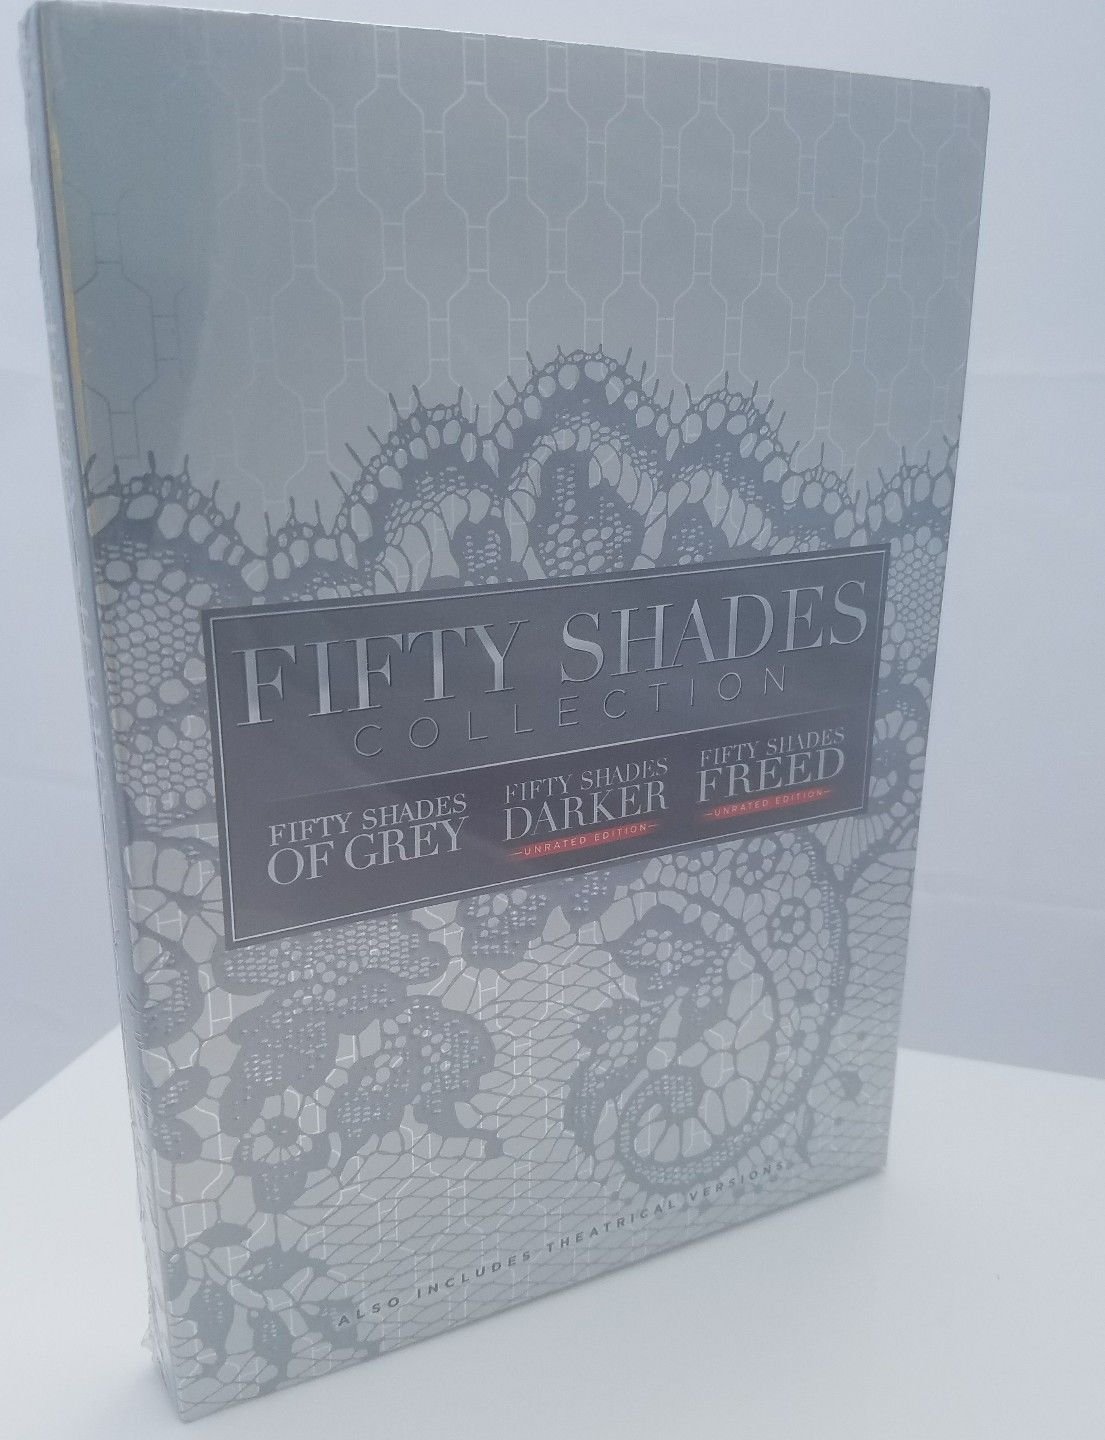 FIFTY SHADES
COLLECTION
FIFTY SHADES
OF GREY
FIFTY SHADES
DARKER
UNRATED EDITION
FIFTY SHADES
FREED
UNRATED EDITION
ALSO INCLUDES THEATRICAL VERSIONS